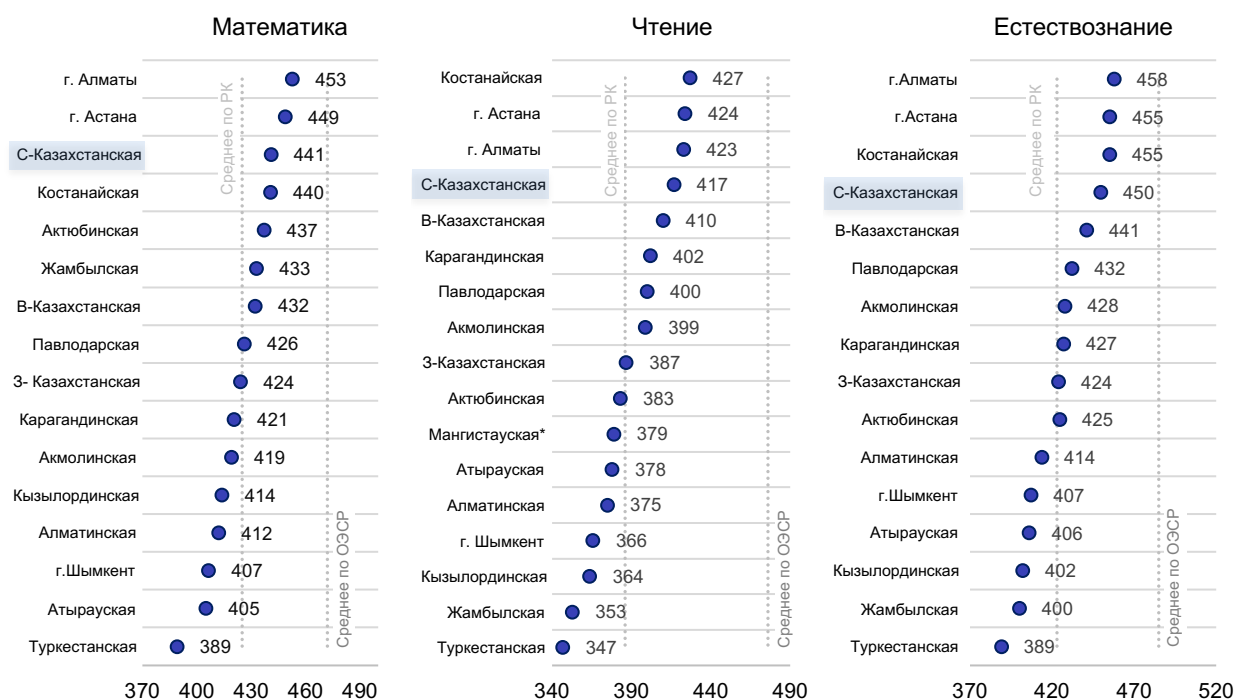 Математика
г. Алматы 453
г. Астана 449
С-Казахстанская 441
Костанайская 440
Актюбинская 437
Жамбылская 433
В-Казахстанская 432
Павлодарская 426
З- Казахстанская 424
Карагандинская 421
Акмолинская 419
Кызылординская 414
Алматинская 412
г.Шымкент 407
Атырауская 405
Туркестанская 389
Среднее по РК
Среднее по ОЭСР
370 400 430 460 490
Чтение
Костанайская 427
г. Астана 424
г. Алматы 423
С-Казахстанская 417
В-Казахстанская 410
Карагандинская 402
Павлодарская 400
Акмолинская 399
З-Казахстанская 387
Актюбинская 383
Мангистауская* 379
Атырауская 378
Алматинская 375
г. Шымкент 366
Кызылординская 364
Жамбылская 353
Туркестанская 347
Среднее по РК
Среднее по ОЭСР
340 390 440 490
Естествознание
г.Алматы 458
г.Астана 455
Костанайская 455
С-Казахстанская 450
В-Казахстанская 441
Павлодарская 432
Акмолинская 428
Карагандинская 427
З-Казахстанская 424
Актюбинская 425
Алматинская 414
г.Шымкент 407
Атырауская 406
Кызылординская 402
Жамбылская 400
Туркестанская 389
Среднее по РК
Среднее по ОЭСР
370 420 470 520